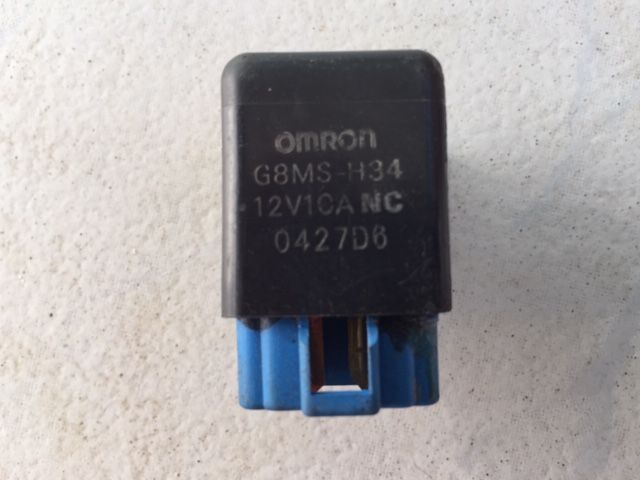 omron
G8MS-H34
12V10A NC
0427D6